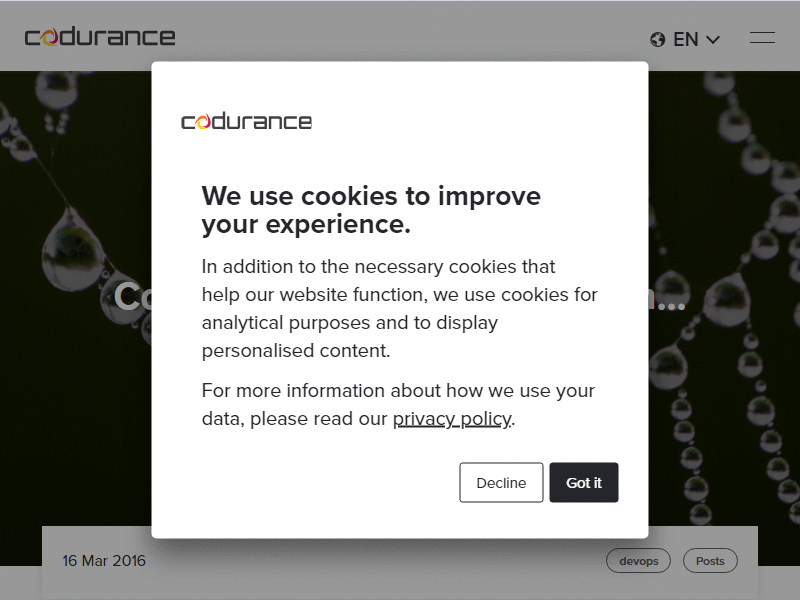 codurance
EN
codurance
We use cookies to improve
your experience.
In addition to the necessary cookies that
help our website function, we use cookies for
analytical purposes and to display
personalised content.
For more information about how we use your
data, please read our privacy policy.
Decline
Got it
16 Mar 2016
devops
Posts